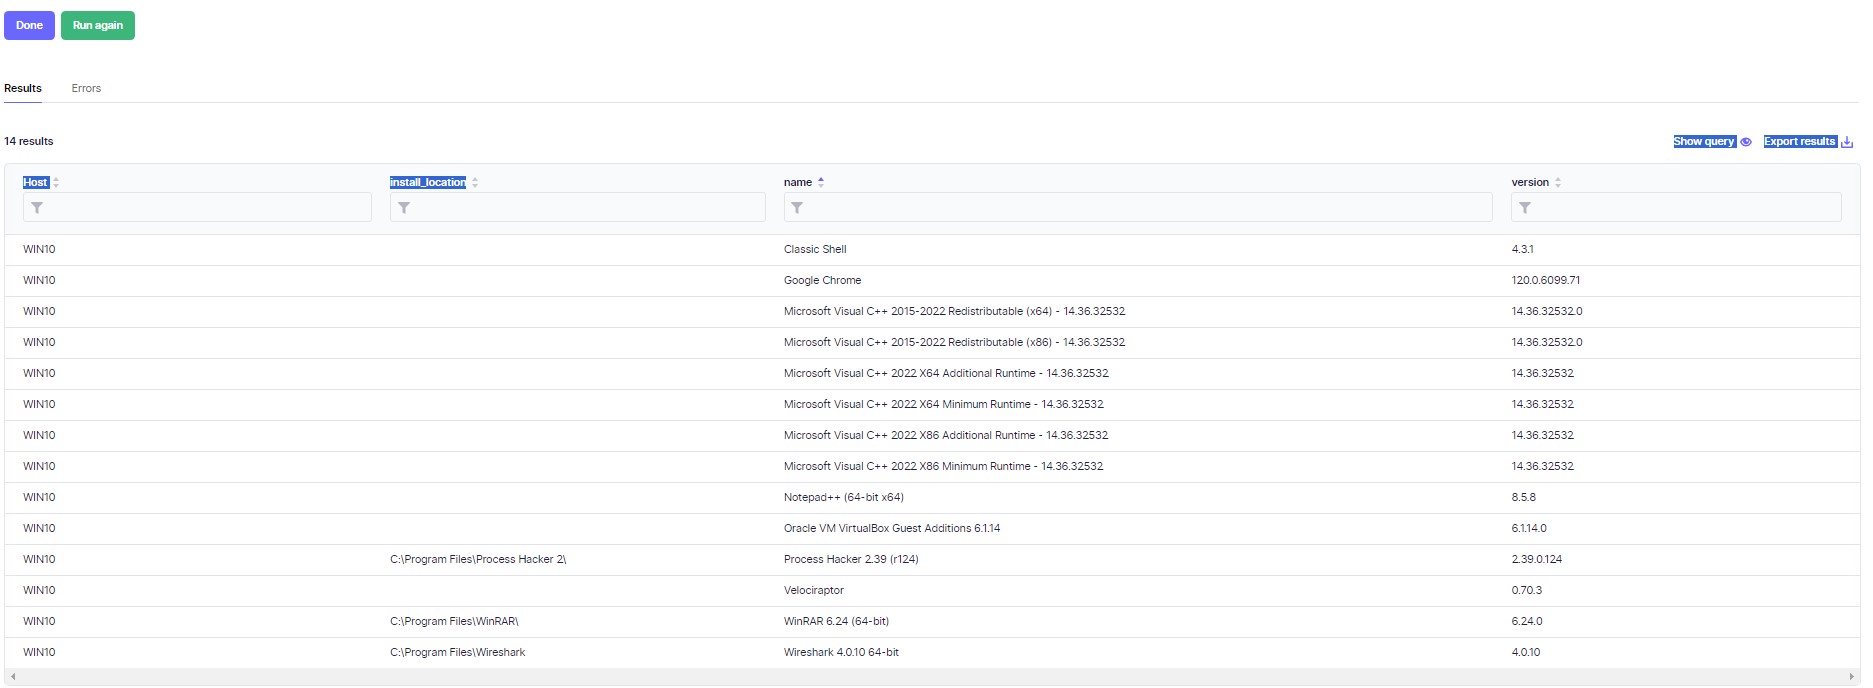 Done Run again
Results Errors
14 results Show query Export results
Host install_location name version
WIN10 Classic Shell 4.3.1
WIN10 Google Chrome 120.0.6099.71
WIN10 Microsoft Visual C++ 2015-2022 Redistributable (x64) - 14.36.32532 14.36.32532.0
WIN10 Microsoft Visual C++ 2015-2022 Redistributable (x86) - 14.36.32532 14.36.32532.0
WIN10 Microsoft Visual C++ 2022 X64 Additional Runtime - 14.36.32532 14.36.32532
WIN10 Microsoft Visual C++ 2022 X64 Minimum Runtime - 14.36.32532 14.36.32532
WIN10 Microsoft Visual C++ 2022 X86 Additional Runtime - 14.36.32532 14.36.32532
WIN10 Microsoft Visual C++ 2022 X86 Minimum Runtime - 14.36.32532 14.36.32532
WIN10 Notepad++ (64-bit x64) 8.5.8
WIN10 Oracle VM VirtualBox Guest Additions 6.1.14 6.1.14.0
WIN10 C:\Program Files\Process Hacker 2\ Process Hacker 2.39 (r124) 2.39.0.124
WIN10 Velociraptor 0.70.3
WIN10 C:\Program Files\WinRAR\ WinRAR 6.24 (64-bit) 6.24.0
WIN10 C:\Program Files\Wireshark Wireshark 4.0.10 64-bit 4.0.10